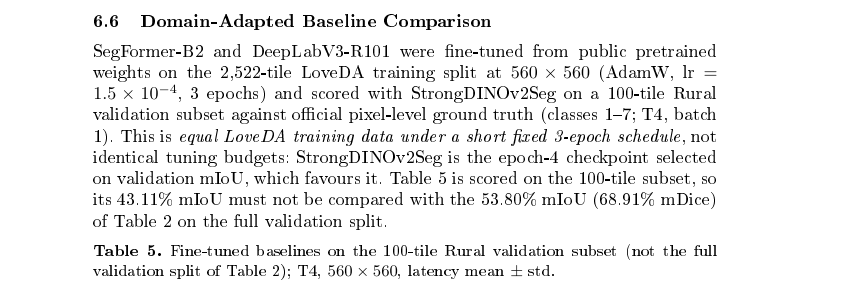 6.6 Domain-Adapted Baseline Comparison
SegFormer-B2 and DeepLabV3-R101 were fine-tuned from public pretrained
weights on the 2,522-tile LoveDA training split at 560 × 560 (AdamW, lr =
1.5 × 10⁻⁴, 3 epochs) and scored with StrongDINOv2Seg on a 100-tile Rural
validation subset against official pixel-level ground truth (classes 1–7; T4, batch
1). This is equal LoveDA training data under a short fixed 3-epoch schedule, not
identical tuning budgets: StrongDINOv2Seg is the epoch-4 checkpoint selected
on validation mIoU, which favours it. Table 5 is scored on the 100-tile subset, so
its 43.11% mIoU must not be compared with the 53.80% mIoU (68.91% mDice)
of Table 2 on the full validation split.
Table 5. Fine-tuned baselines on the 100-tile Rural validation subset (not the full
validation split of Table 2); T4, 560 × 560, latency mean ± std.